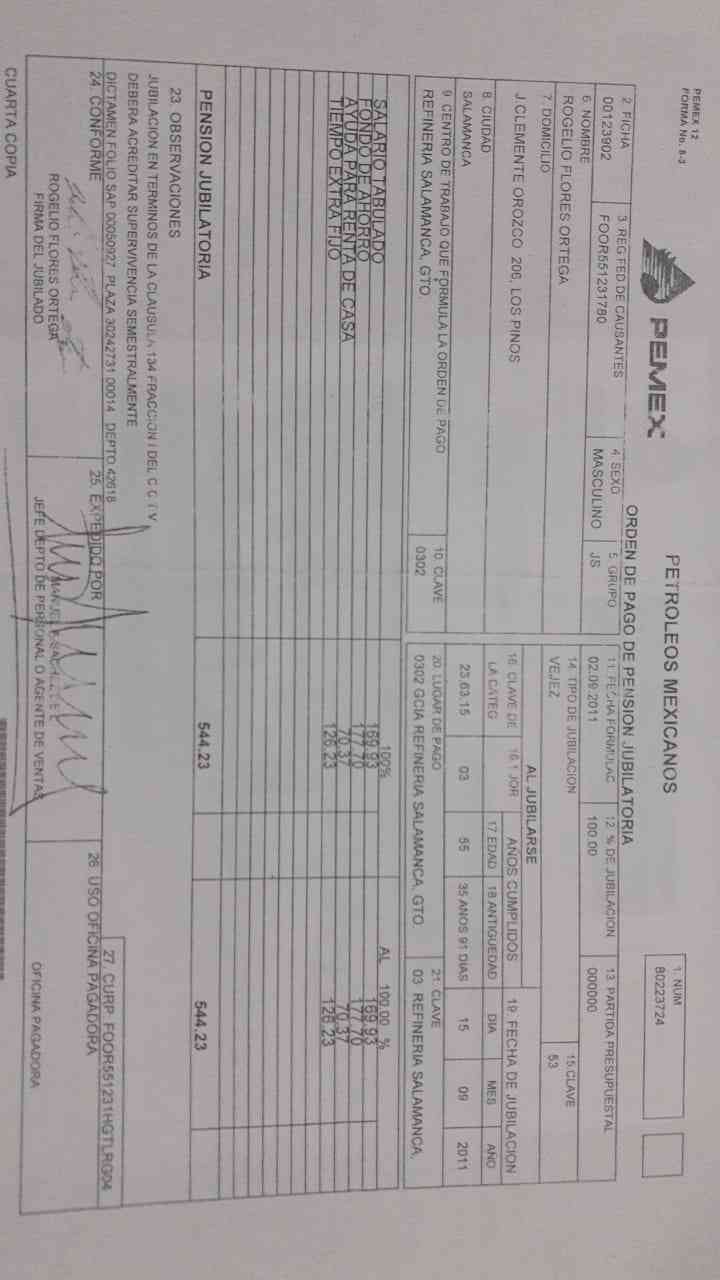 PEMEX 12
FORMA No. 8-3
PEMEX
PETROLEOS MEXICANOS
ORDEN DE PAGO DE PENSION JUBILATORIA
1. NUM
80223724
2. FICHA
00123902
3. REG FED DE CAUSANTES
FOOR551231780
4. SEXO
MASCULINO
5. GRUPO
JS
6. NOMBRE
ROGELIO FLORES ORTEGA
7. DOMICILIO
J.CLEMENTE OROZCO 206, LOS PINOS
8. CIUDAD
SALAMANCA
9. CENTRO DE TRABAJO QUE FORMULA LA ORDEN DE PAGO
REFINERIA SALAMANCA, GTO
10. CLAVE
0302
11. FECHA FORMULAC
02.09.2011
12. % DE JUBILACION
100.00
13. PARTIDA PRESUPUESTAL
000000
14. TIPO DE JUBILACION
VEJEZ
15. CLAVE
53
AL JUBILARSE
16. CLAVE DE
LA CATEG
16.1 JOR
AÑOS CUMPLIDOS
17 EDAD
18 ANTIGUEDAD
19. FECHA DE JUBILACION
DIA
MES
AÑO
23.63.15
03
55
35 ANOS 91 DIAS
15
09
2011
20. LUGAR DE PAGO
0302 GCIA REFINERIA SALAMANCA, GTO
21. CLAVE
03 REFINERIA SALAMANCA,
100%
AL 100.00 %
SALARIO TABULADO 169.93 169.93
FONDO DE AHORRO 177.70 177.70
AYUDA PARA RENTA DE CASA 70.37 70.37
TIEMPO EXTRA FIJO 126.23 126.23
PENSION JUBILATORIA 544.23 544.23
23. OBSERVACIONES
JUBILACION EN TERMINOS DE LA CLAUSULA 134 FRACCION I DEL C C T V
DEBERA ACREDITAR SUPERVIVENCIA SEMESTRALMENTE
DICTAMEN FOLIO SAP 00050927 PLAZA 30242731 00014 DEPTO 42618
27. CURP. FOOR551231HGTLRG04
24. CONFORME
ROGELIO FLORES ORTEGA
FIRMA DEL JUBILADO
25. EXPEDIDO POR
JEFE DEPTO DE PERSONAL O AGENTE DE VENTAS
26. USO OFICINA PAGADORA
OFICINA PAGADORA
CUARTA COPIA